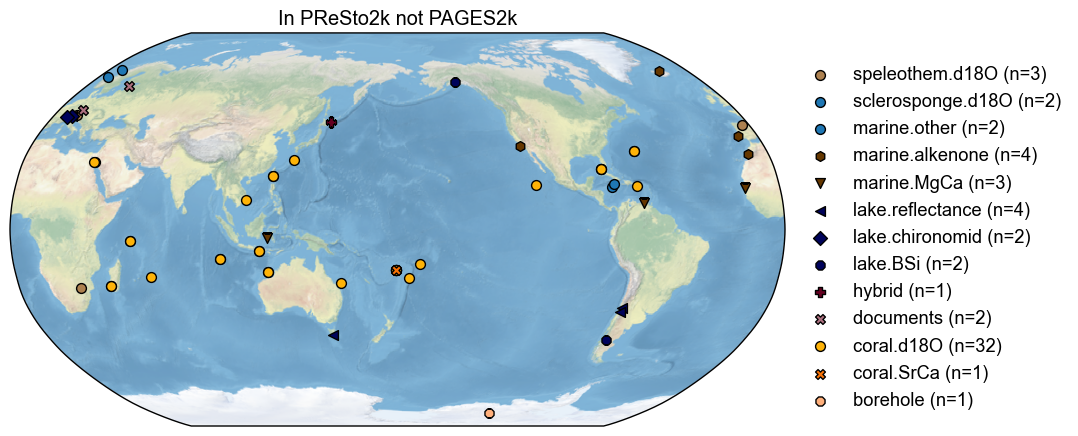 In PReSto2k not PAGES2k
speleothem.d18O (n=3)
sclerosponge.d18O (n=2)
marine.other (n=2)
marine.alkenone (n=4)
marine.MgCa (n=3)
lake.reflectance (n=4)
lake.chironomid (n=2)
lake.BSi (n=2)
hybrid (n=1)
documents (n=2)
coral.d18O (n=32)
coral.SrCa (n=1)
borehole (n=1)